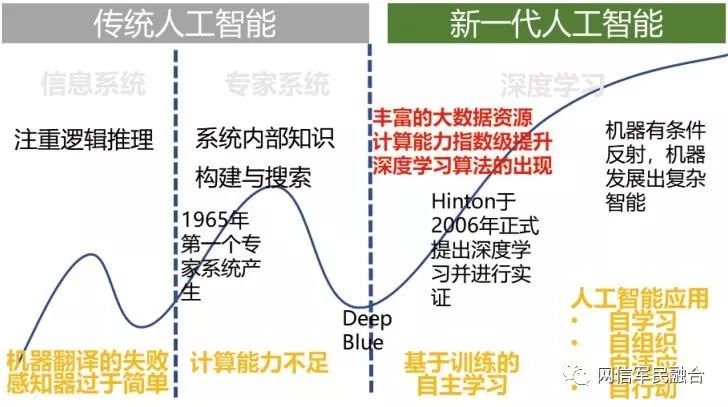 传统人工智能
新一代人工智能
信息系统
专家系统
深度学习
注重逻辑推理
系统内部知识
构建与搜索
1965年
第一个专
家系统产
生
丰富的大数据资源
计算能力指数级提升
深度学习算法的出现
Hinton于
2006年正式
提出深度学
习并进行实
证
机器有条件
反射，机器
发展出复杂
智能
Deep
Blue
机器翻译的失败
感知器过于简单
计算能力不足
基于训练的
自主学习
人工智能应用
• 自学习
• 自组织
• 自适应
• 自行动
网信军民融合